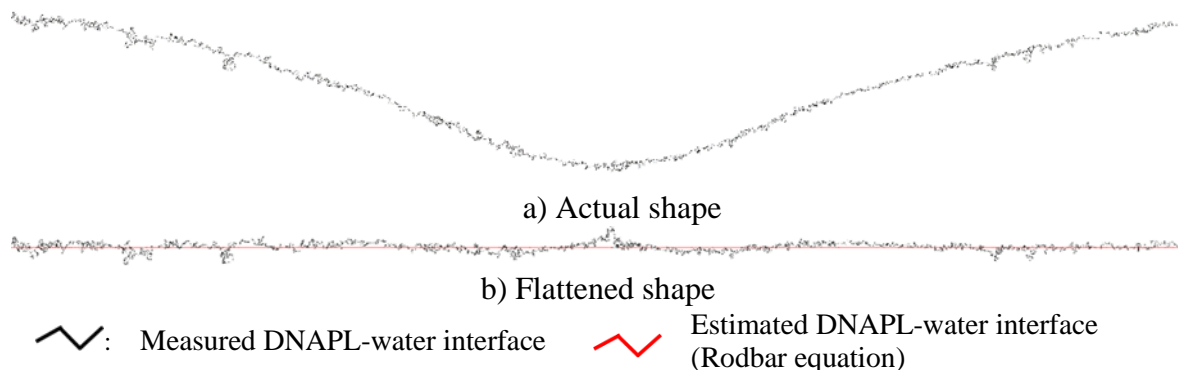 a) Actual shape
b) Flattened shape
: Measured DNAPL-water interface
Estimated DNAPL-water interface
(Rodbar equation)